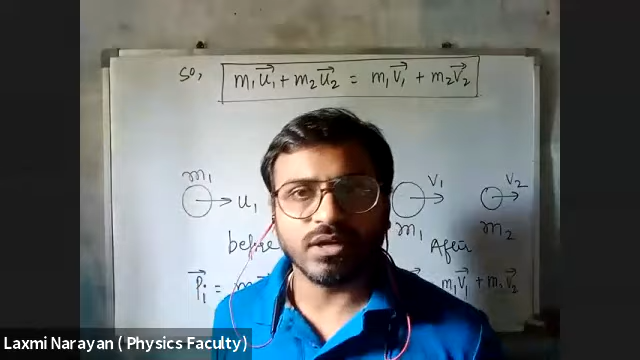 so, m₁u⃗₁ + m₂u⃗₂ = m₁v⃗₁ + m₂v⃗₂
m₁ u₁ v₁ m₁ v₂ m₂
before After
P⃗ᵢ = m₁v⃗₁ + m₂v⃗₂
Laxmi Narayan ( Physics Faculty)